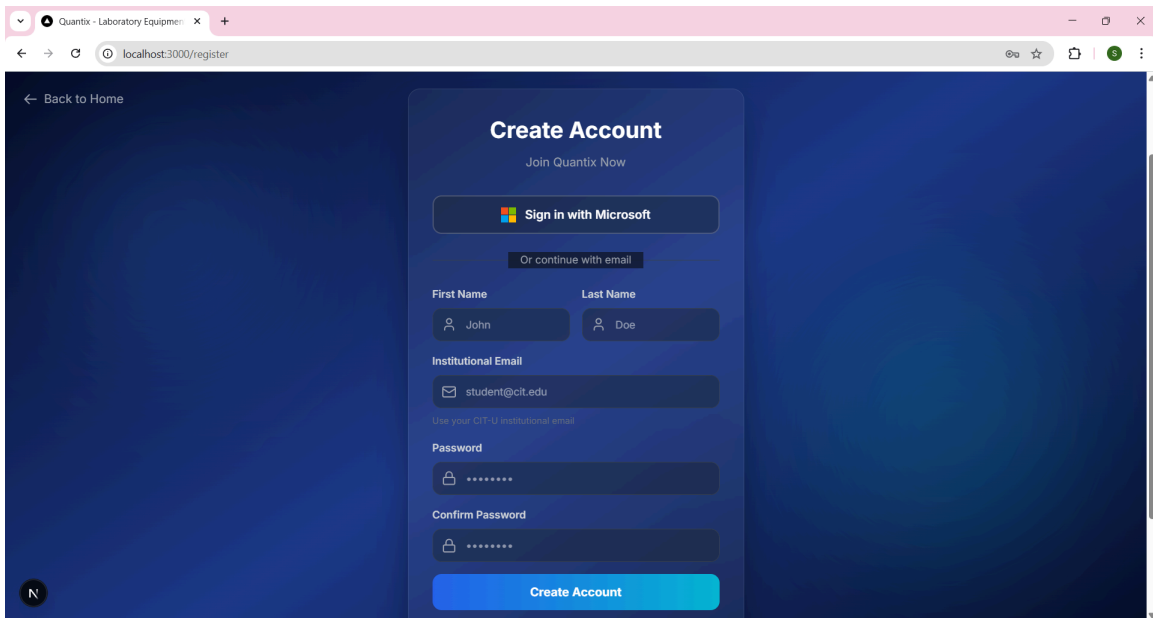 Quantix - Laboratory Equipmen
localhost:3000/register
S
Back to Home
Create Account
Join Quantix Now
Sign in with Microsoft
Or continue with email
First Name
Last Name
John
Doe
Institutional Email
student@cit.edu
Use your CIT-U institutional email
Password
••••••••
Confirm Password
••••••••
Create Account
N